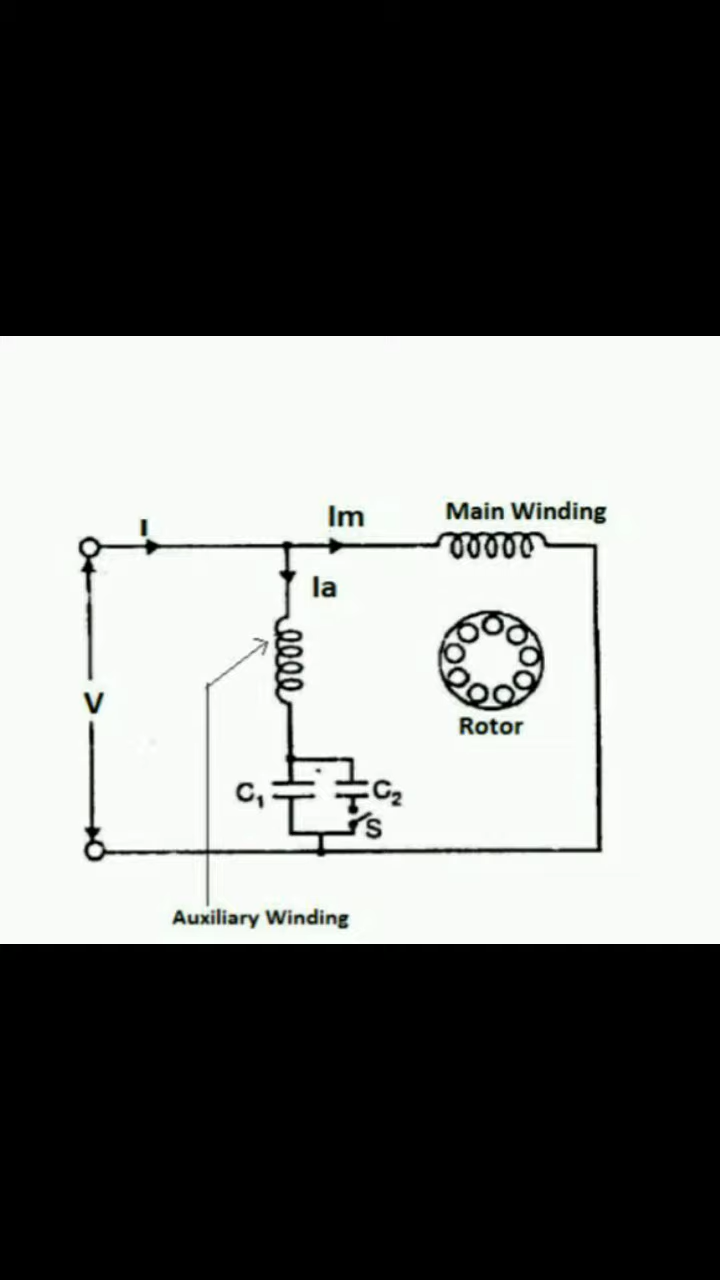 I
Im
Main Winding
Ia
V
Rotor
C₁
C₂
S
Auxiliary Winding